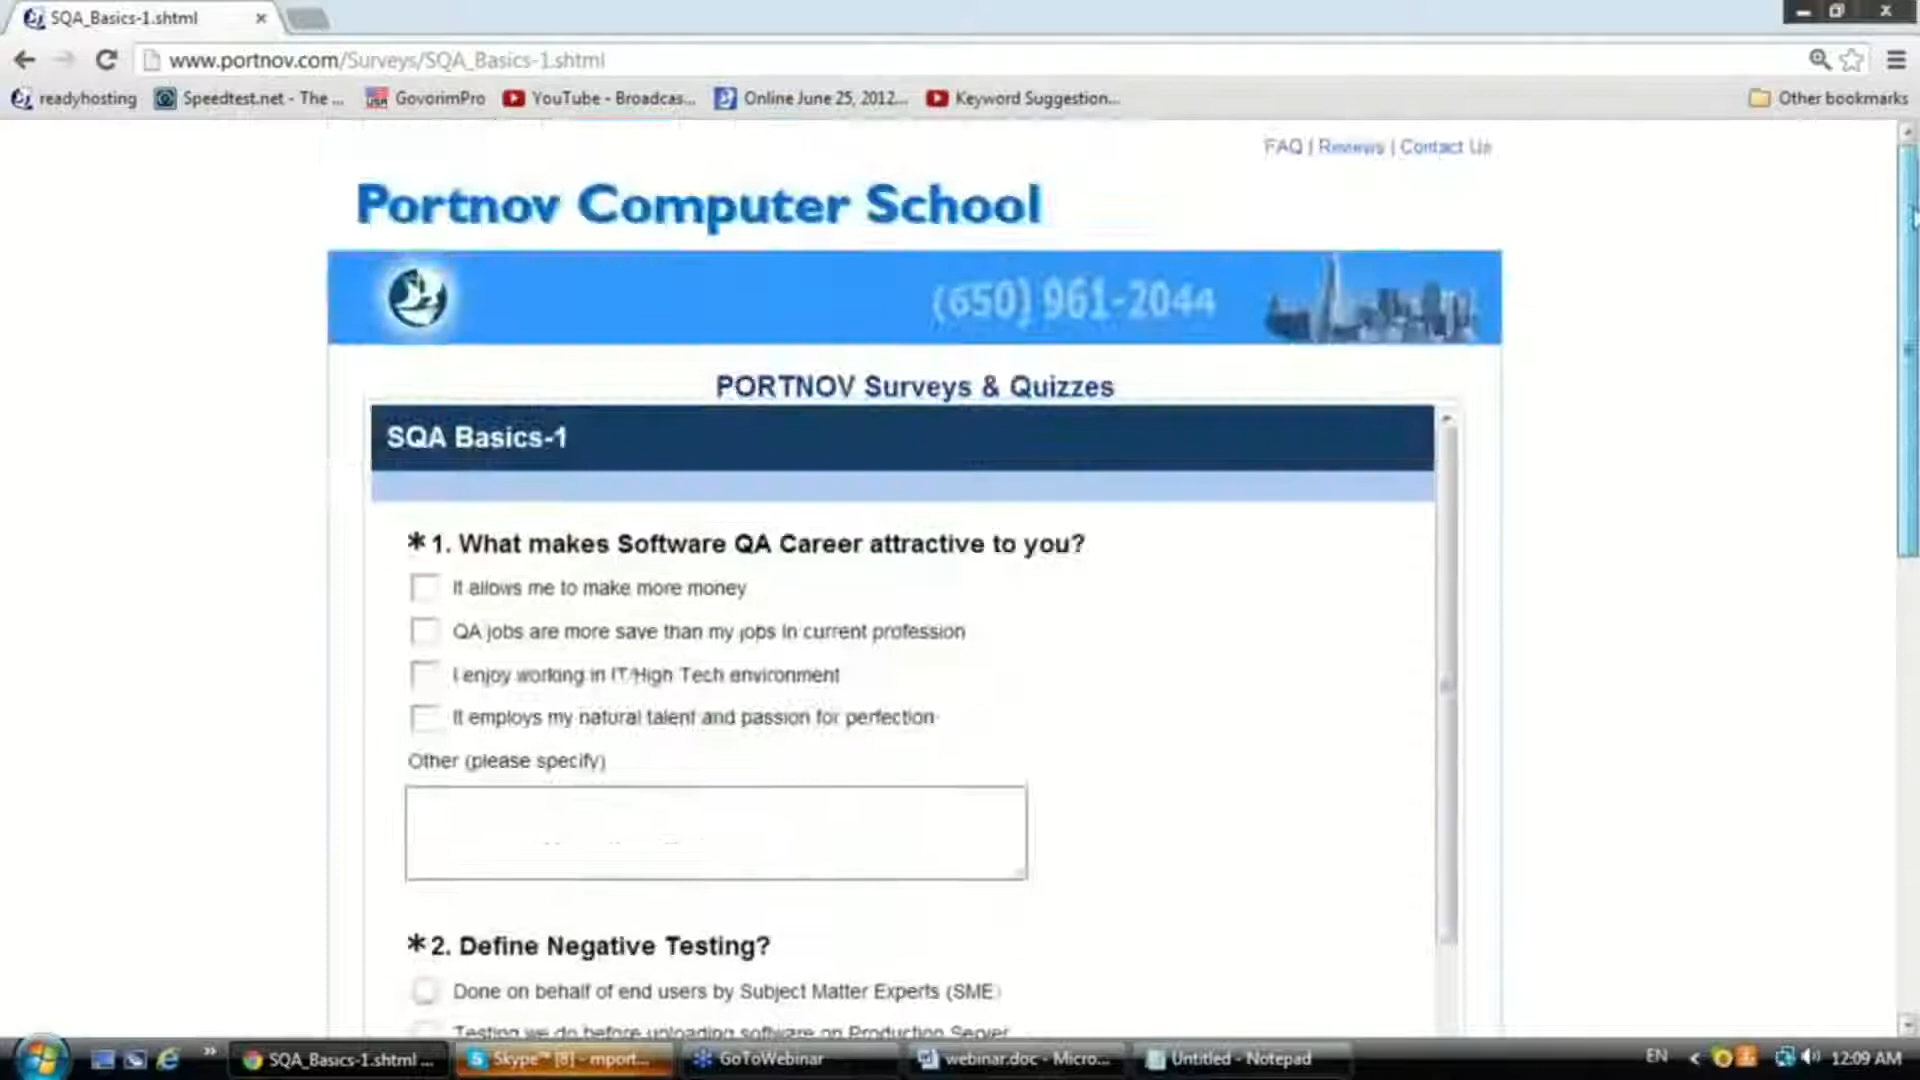 SQA_Basics-1.shtml
www.portnov.com/Surveys/SQA_Basics-1.shtml
readyhosting Speedtest.net - The ... GovorimPro YouTube - Broadcas... Online June 25, 2012... Keyword Suggestion... Other bookmarks
FAQ | Reviews | Contact Us
Portnov Computer School
(650) 961-2044
PORTNOV Surveys & Quizzes
SQA Basics-1
*1. What makes Software QA Career attractive to you?
It allows me to make more money
QA jobs are more save than my jobs in current profession
I enjoy working in IT/High Tech environment
It employs my natural talent and passion for perfection
Other (please specify)
*2. Define Negative Testing?
Done on behalf of end users by Subject Matter Experts (SME)
Testing we do before uploading software on Production Server
SQA_Basics-1.shtml ... Skype™ [8] - mport... GoToWebinar webinar.doc - Micro... Untitled - Notepad EN 12:09 AM